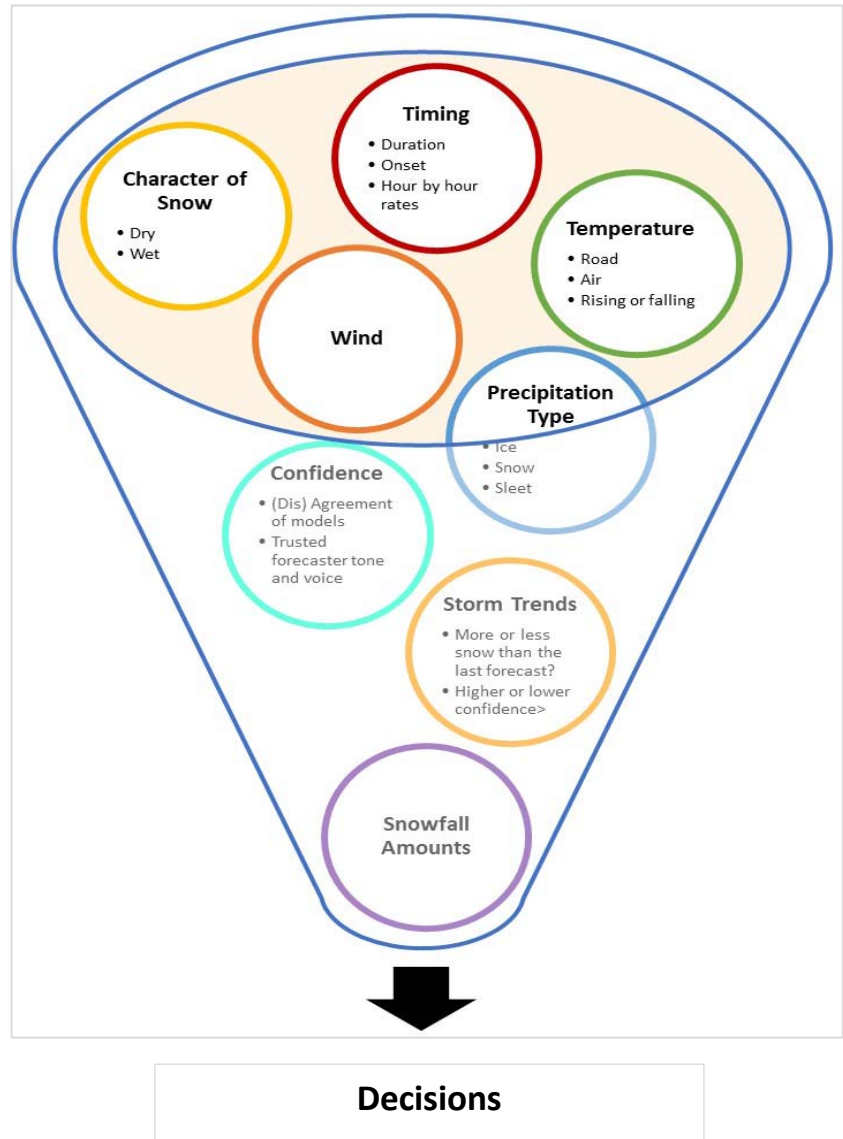 Timing
• Duration
• Onset
• Hour by hour
rates
Character of
Snow
• Dry
• Wet
Temperature
• Road
• Air
• Rising or falling
Wind
Precipitation
Type
• Ice
• Snow
• Sleet
Confidence
• (Dis) Agreement
of models
• Trusted
forecaster tone
and voice
Storm Trends
• More or less
snow than the
last forecast?
• Higher or lower
confidence>
Snowfall
Amounts
Decisions